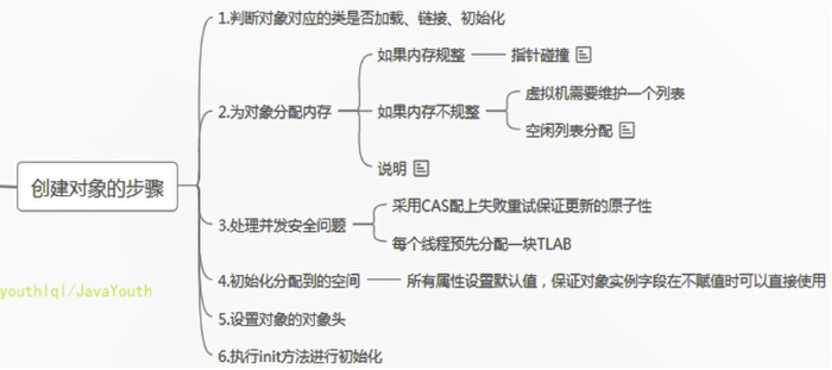 创建对象的步骤
1.判断对象对应的类是否加载、链接、初始化
2.为对象分配内存
如果内存规整
指针碰撞
如果内存不规整
虚拟机需要维护一个列表
空闲列表分配
说明
3.处理并发安全问题
采用CAS配上失败重试保证更新的原子性
每个线程预先分配一块TLAB
4.初始化分配到的空间
所有属性设置默认值，保证对象实例字段在不赋值时可以直接使用
5.设置对象的对象头
6.执行init方法进行初始化
youthlql/JavaYouth